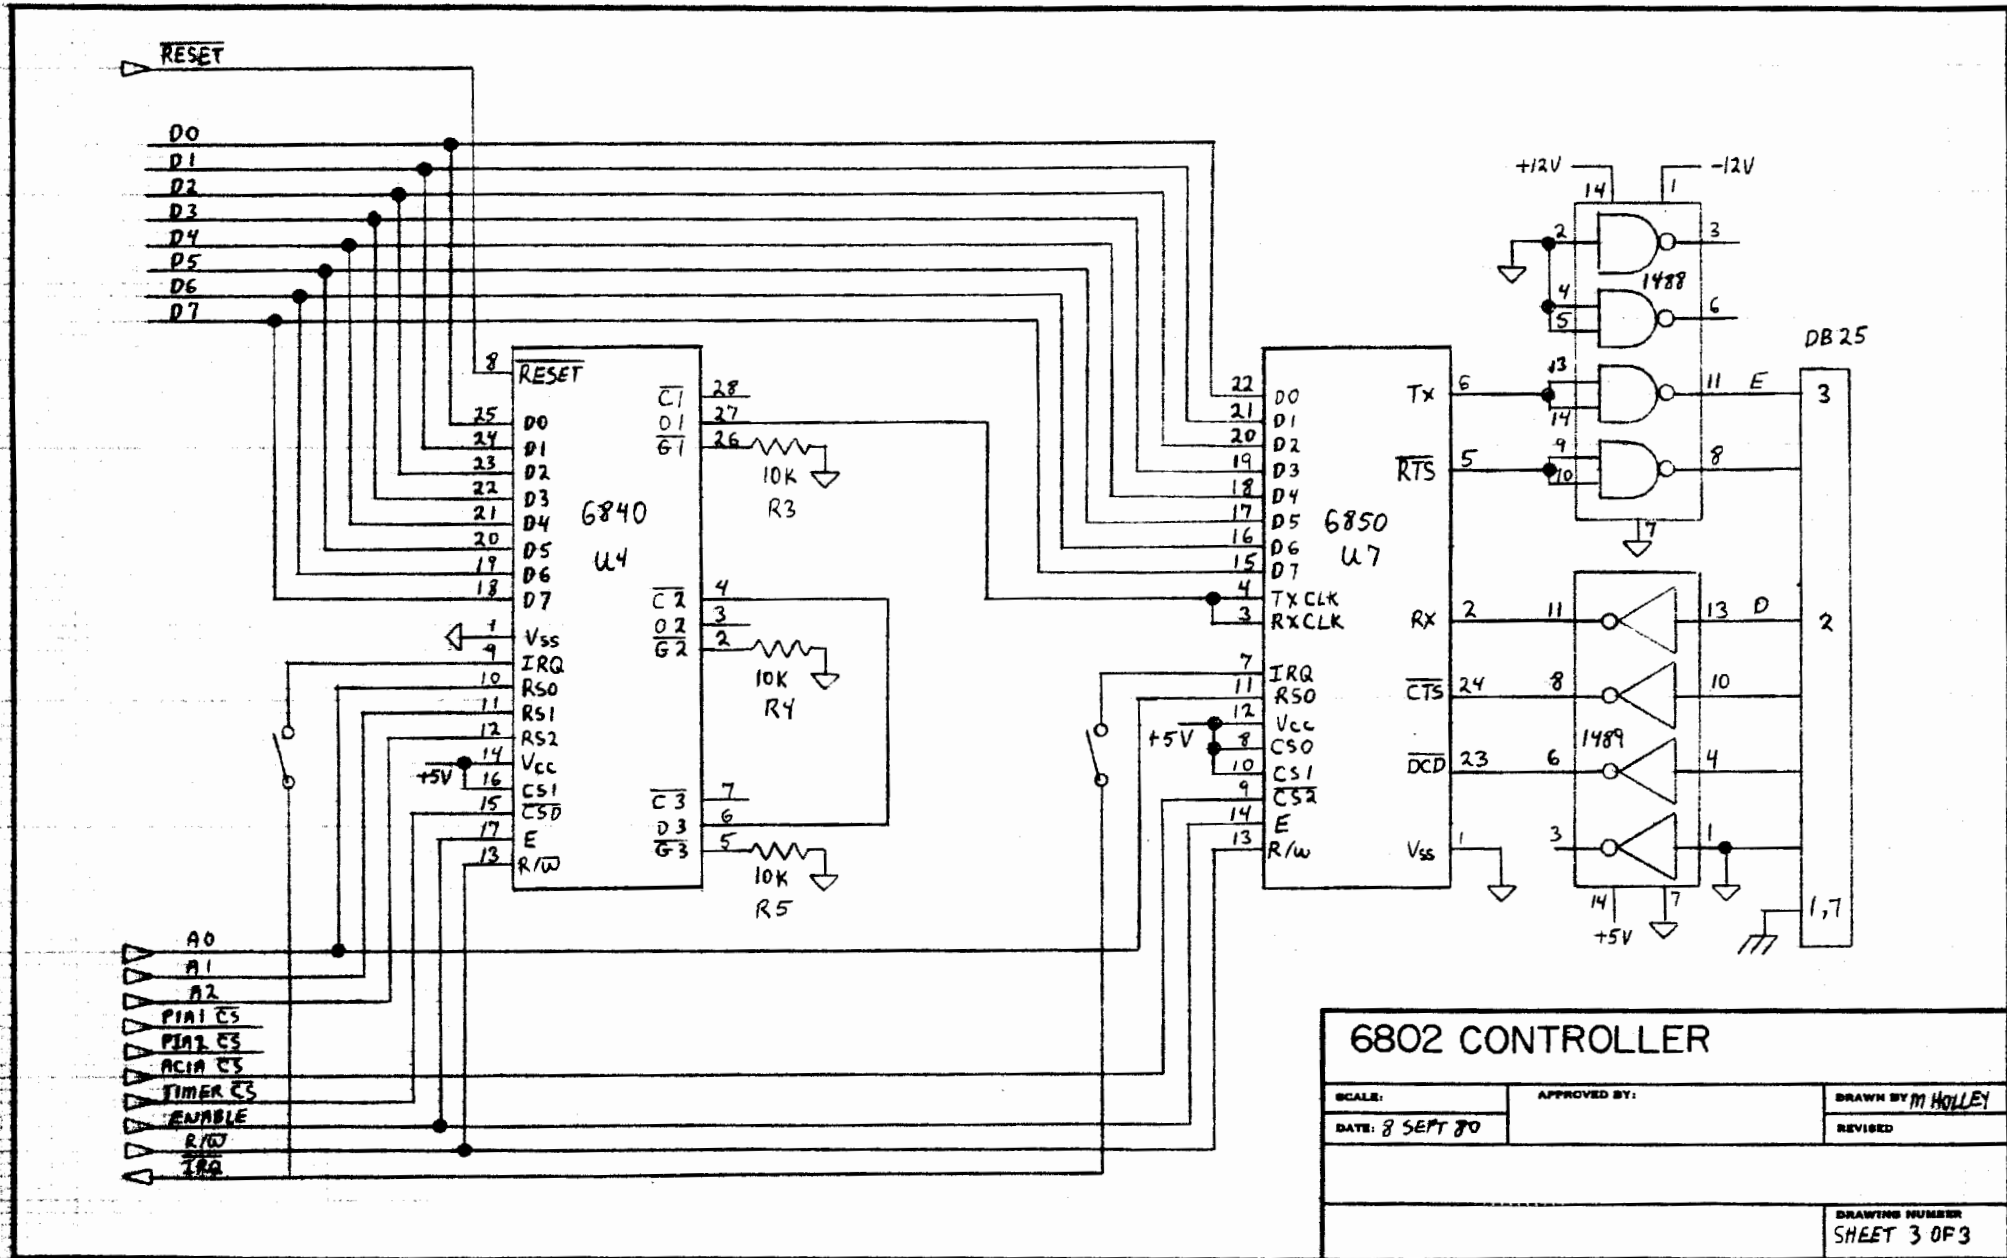 RESET
D0
D1
D2
D3
D4
D5
D6
D7
8 RESET
25 D0
24 D1
23 D2
22 D3
21 D4
20 D5
19 D6
18 D7
1 Vss
9 IRQ
10 RS0
11 RS1
12 RS2
+5V
14 Vcc
16 CS1
15 CS0
17 E
13 R/W
6840
U4
C1 28
O1 27
G1 26
10K
R3
C2 4
O2 3
G2 2
10K
R4
C3 7
O3 6
G3 5
10K
R5
22 D0
21 D1
20 D2
19 D3
18 D4
17 D5
16 D6
15 D7
4 TXCLK
3 RXCLK
7 IRQ
11 RS0
+5V
12 Vcc
8 CS0
10 CS1
9 CS2
14 E
13 R/W
6850
U7
TX 6
RTS 5
RX 2
CTS 24
DCD 23
Vss 1
+12V
-12V
14
1
2
3
1488
4
5
6
13
14
11
E
9
10
8
7
DB25
3
2
1,7
11
13
D
8
10
1489
6
4
3
1
14
7
+5V
A0
A1
A2
PIA1 CS
PIA2 CS
ACIA CS
TIMER CS
ENABLE
R/W
IRQ
6802 CONTROLLER
SCALE:
APPROVED BY:
DRAWN BY M HOLLEY
DATE: 8 SEPT 80
REVISED
DRAWING NUMBER
SHEET 3 OF 3